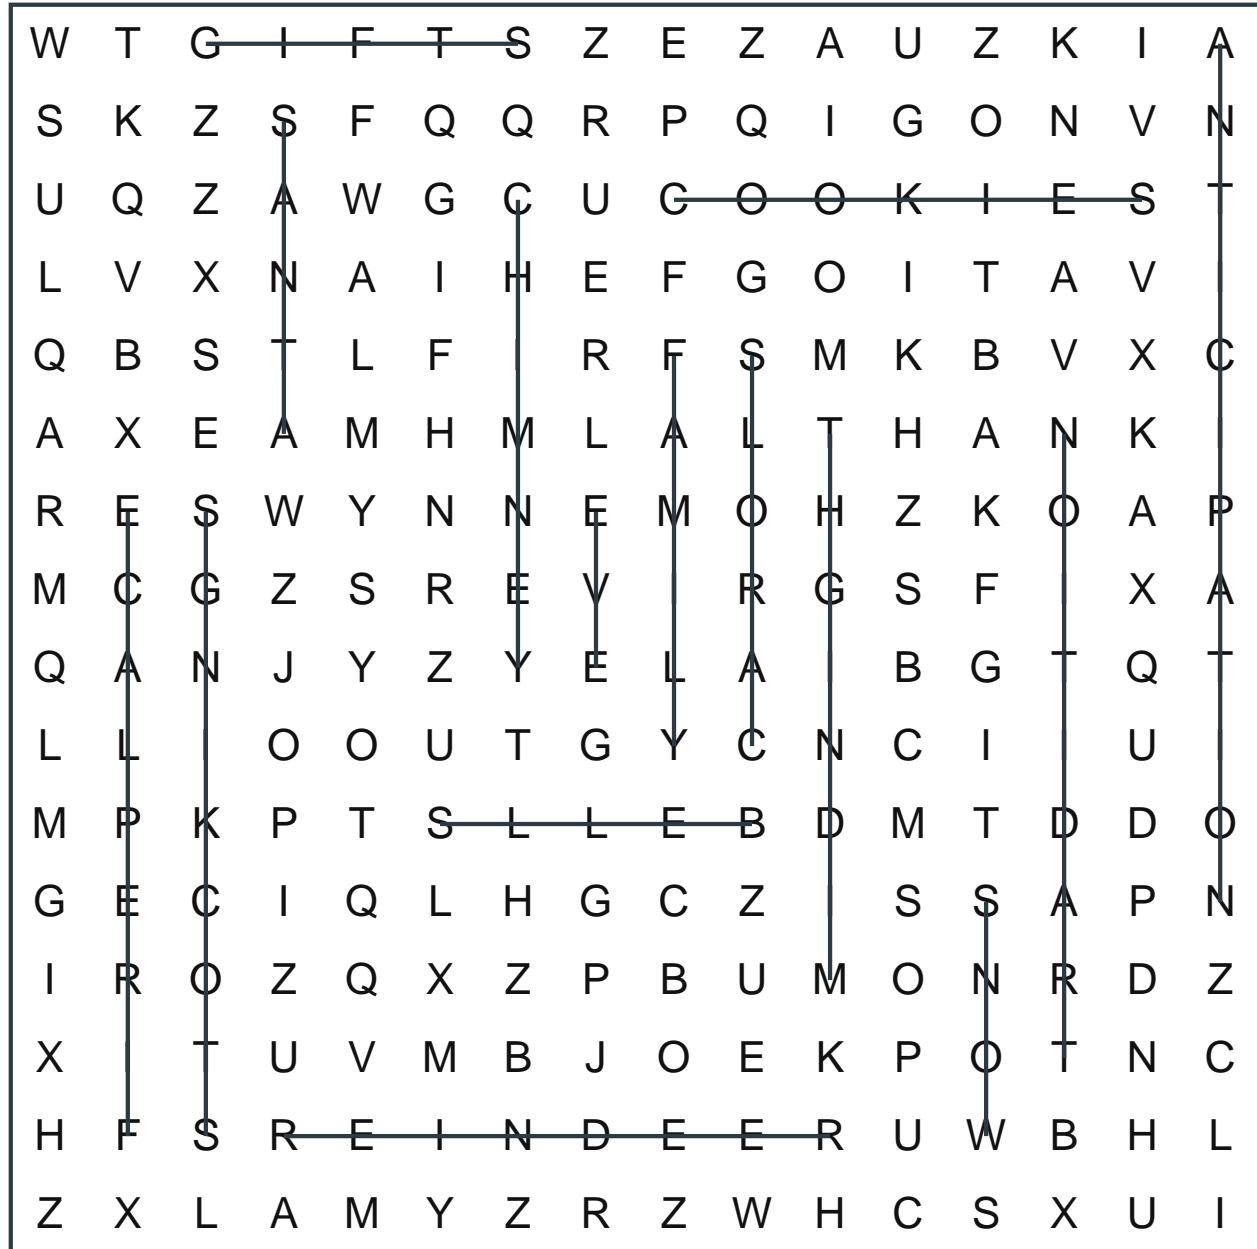 W T G I F T S Z E Z A U Z K I A
S K Z S F Q Q R P Q I G O N V N
U Q Z A W G C U C O O K I E S T
L V X N A I H E F G O I T A V I
Q B S T L F I R F S M K B V X C
A X E A M H M L A L T H A N K I
R E S W Y N N E M O H Z K O A P
M C G Z S R E V I R G S F I X A
Q A N J Y Z Y E L A I B G T Q T
L L I O O U T G Y C N C I I U I
M P K P T S L L E B D M T D D O
G E C I Q L H G C Z I S S A P N
I R O Z Q X Z P B U M O N R D Z
X I T U V M B J O E K P O T N C
H F S R E I N D E E R U W B H L
Z X L A M Y Z R Z W H C S X U I